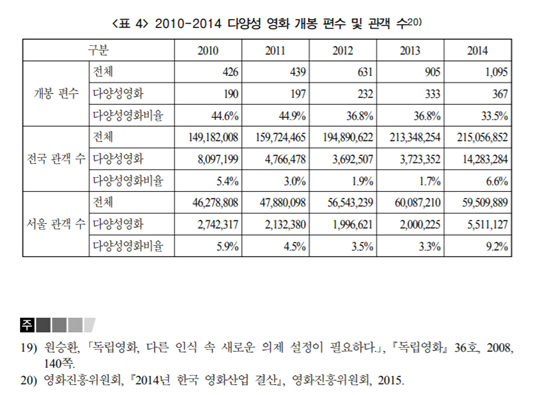 <표 4> 2010-2014 다양성 영화 개봉 편수 및 관객 수20)
구분 2010 2011 2012 2013 2014
개봉 편수
전체 426 439 631 905 1,095
다양성영화 190 197 232 333 367
다양성영화비율 44.6% 44.9% 36.8% 36.8% 33.5%
전국 관객 수
전체 149,182,008 159,724,465 194,890,622 213,348,254 215,056,852
다양성영화 8,097,199 4,766,478 3,692,507 3,723,352 14,283,284
다양성영화비율 5.4% 3.0% 1.9% 1.7% 6.6%
서울 관객 수
전체 46,278,808 47,880,098 56,543,239 60,087,210 59,509,889
다양성영화 2,742,317 2,132,380 1,996,621 2,000,225 5,511,127
다양성영화비율 5.9% 4.5% 3.5% 3.3% 9.2%
주
19) 원승환, 「독립영화, 다른 인식 속 새로운 의제 설정이 필요하다.」, 『독립영화』 36호, 2008,
140쪽.
20) 영화진흥위원회, 『2014년 한국 영화산업 결산』, 영화진흥위원회, 2015.